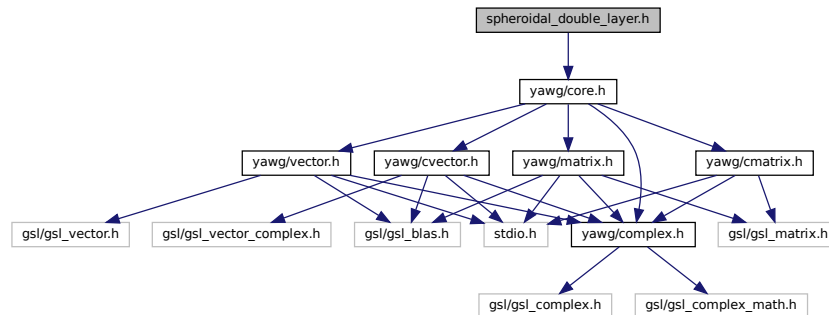 spheroidal_double_layer.h
yawg/core.h
yawg/vector.h
yawg/cvector.h
yawg/matrix.h
yawg/cmatrix.h
gsl/gsl_vector.h
gsl/gsl_vector_complex.h
gsl/gsl_blas.h
stdio.h
yawg/complex.h
gsl/gsl_matrix.h
gsl/gsl_complex.h
gsl/gsl_complex_math.h